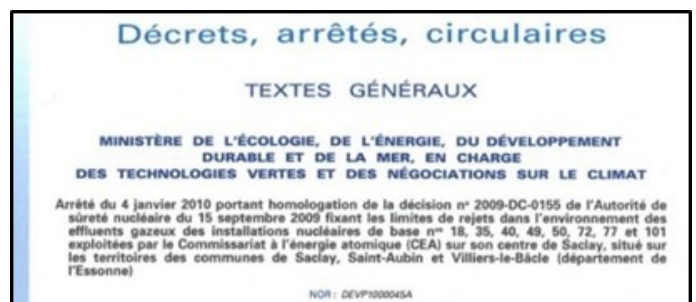 Décrets, arrêtés, circulaires
TEXTES GÉNÉRAUX
MINISTÈRE DE L'ÉCOLOGIE, DE L'ÉNERGIE, DU DÉVELOPPEMENT
DURABLE ET DE LA MER, EN CHARGE
DES TECHNOLOGIES VERTES ET DES NÉGOCIATIONS SUR LE CLIMAT
Arrêté du 4 janvier 2010 portant homologation de la décision nº 2009-DC-0155 de l'Autorité de
sûreté nucléaire du 15 septembre 2009 fixant les limites de rejets dans l'environnement des
effluents gazeux des installations nucléaires de base nos 18, 35, 40, 49, 50, 72, 77 et 101
exploitées par le Commissariat à l'énergie atomique (CEA) sur son centre de Saclay, situé sur
les territoires des communes de Saclay, Saint-Aubin et Villiers-le-Bâcle (département de
l'Essonne)
NOR : DEVP1000045A